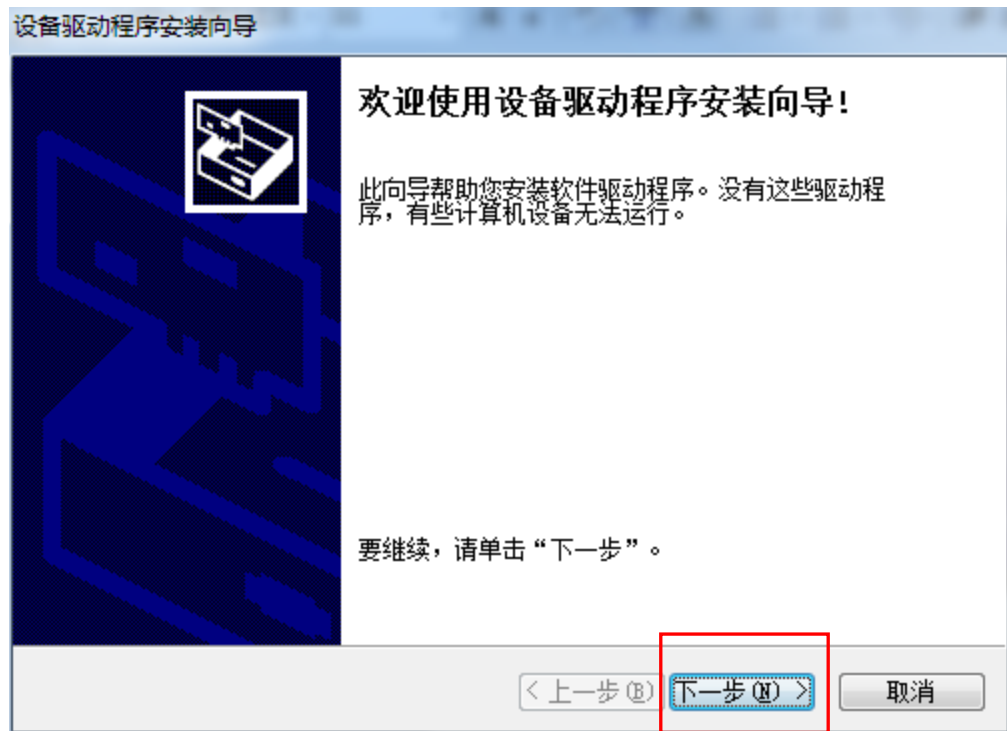 设备驱动程序安装向导
欢迎使用设备驱动程序安装向导!
此向导帮助您安装软件驱动程序。没有这些驱动程
序，有些计算机设备无法运行。
要继续，请单击“下一步”。
< 上一步(B)
下一步(N) >
取消